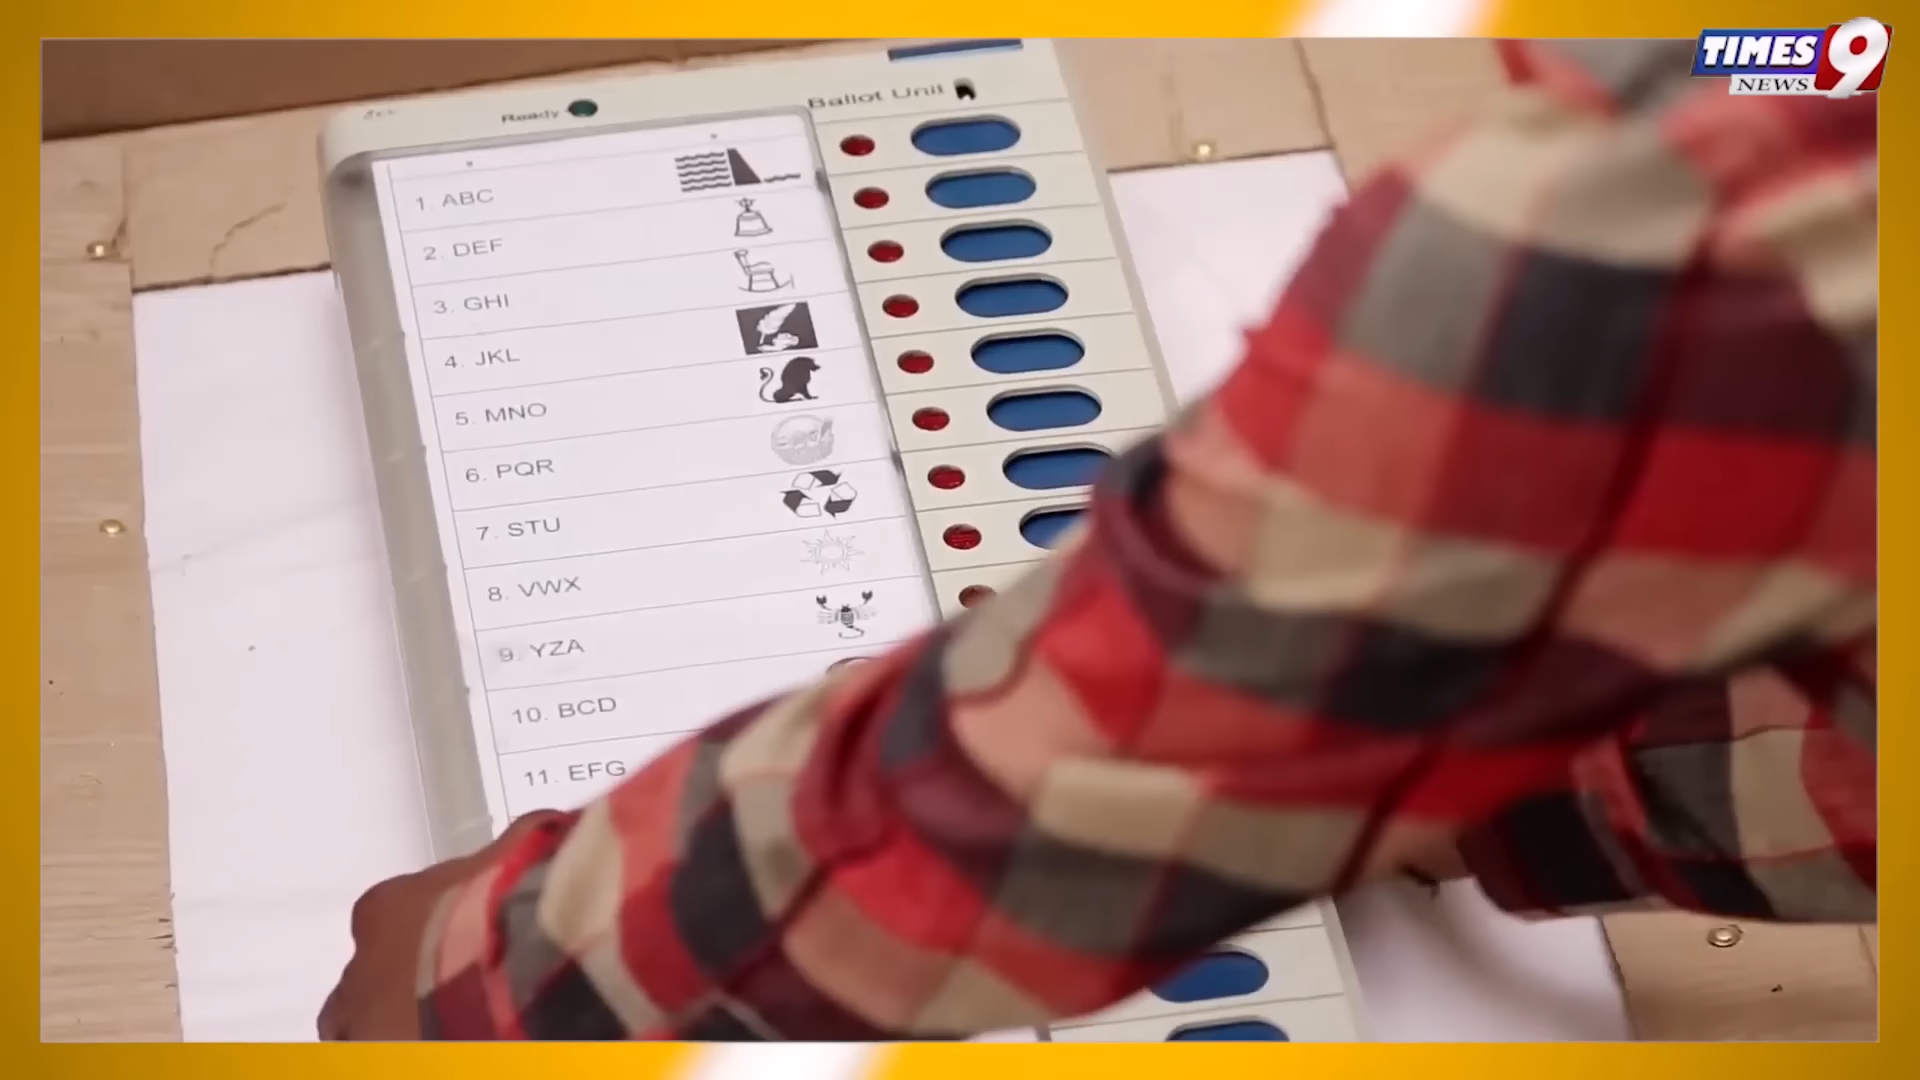 TIMES 9
NEWS
Ready
Ballot Unit
1. ABC
2. DEF
3. GHI
4. JKL
5. MNO
6. PQR
7. STU
8. VWX
9. YZA
10. BCD
11. EFG